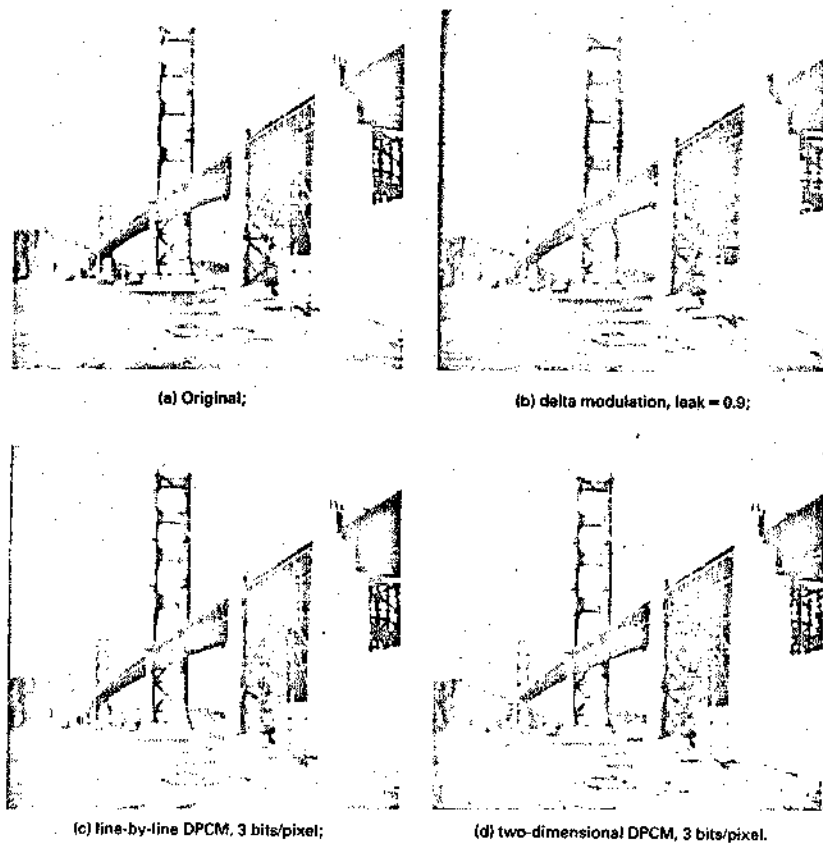 (a) Original;
(b) delta modulation, leak = 0.9;
(c) line-by-line DPCM, 3 bits/pixel;
(d) two-dimensional DPCM, 3 bits/pixel.